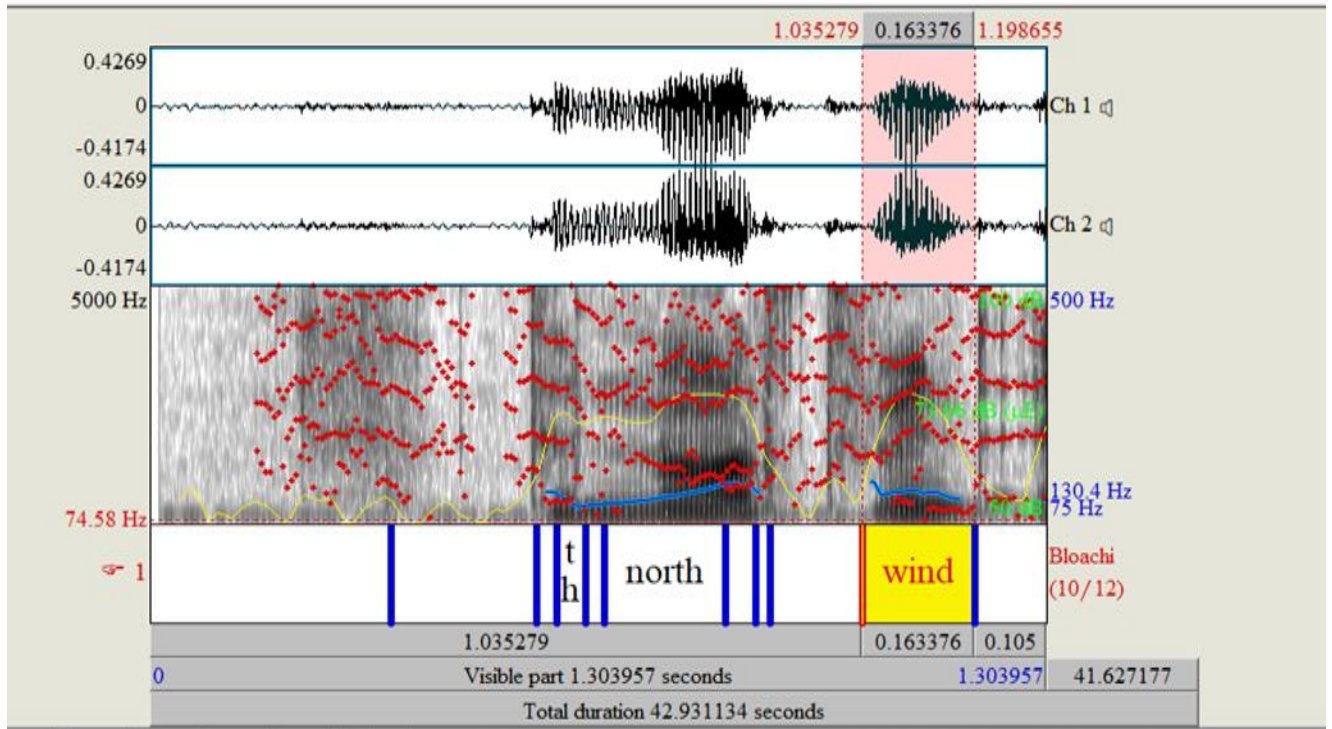 1.035279 0.163376 1.198655
0.4269
0
-0.4174
Ch 1
0.4269
0
-0.4174
Ch 2
5000 Hz
500 Hz
130.4 Hz
74.58 Hz
75 Hz
1
th
north
wind
Bloachi
(10/12)
1.035279 0.163376 0.105
0 Visible part 1.303957 seconds 1.303957 41.627177
Total duration 42.931134 seconds